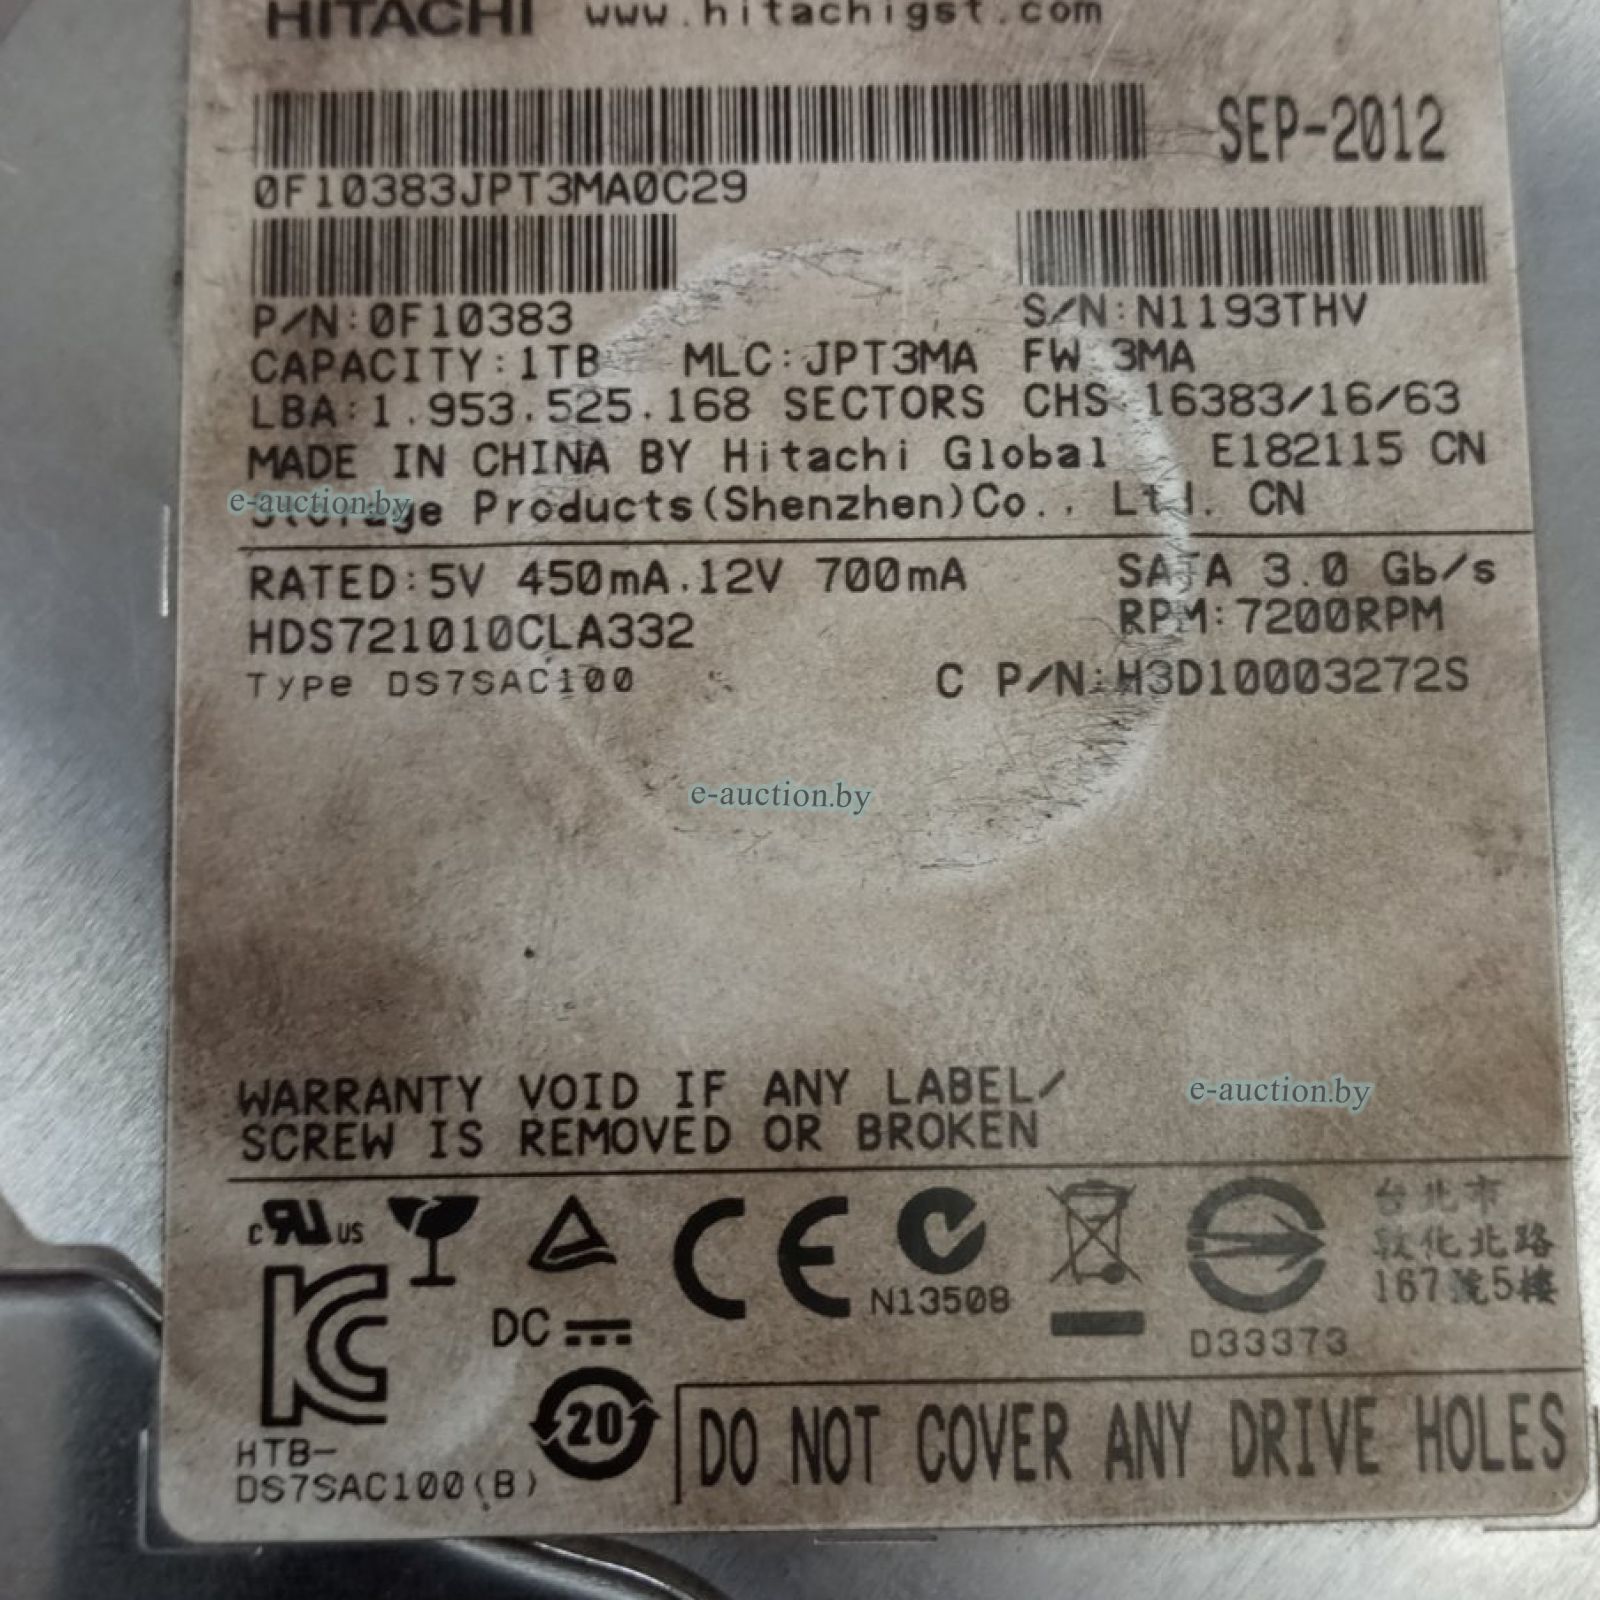 HITACHI www.hitachigst.com
SEP-2012
0F10383JPT3MA0C29
P/N:0F10383 S/N:N1193THV
CAPACITY:1TB MLC:JPT3MA FW 3MA
LBA:1.953.525.168 SECTORS CHS 16383/16/63
MADE IN CHINA BY Hitachi Global E182115 CN
e-auction.by
Storage Products(Shenzhen)Co., Ltd. CN
RATED:5V 450mA.12V 700mA SATA 3.0 Gb/s
HDS721010CLA332 RPM:7200RPM
Type DS7SAC100 C P/N:H3D10003272S
e-auction.by
e-auction.by
WARRANTY VOID IF ANY LABEL/
SCREW IS REMOVED OR BROKEN
c RU US
台北市
敦化北路
167號5樓
CE
N13508
DC
D33373
20
HTB-
DS7SAC100(B)
DO NOT COVER ANY DRIVE HOLES